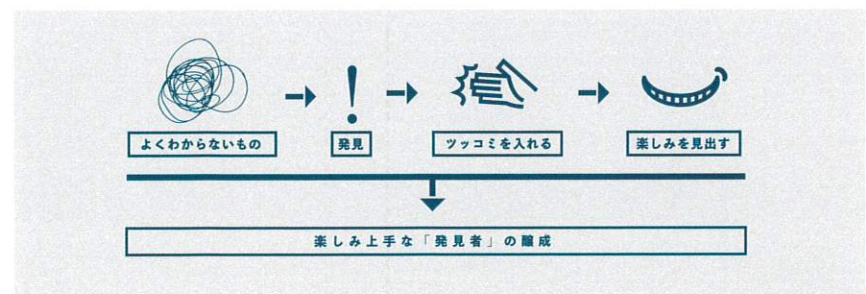 よくわからないもの
発見
ツッコミを入れる
楽しみを見出す
楽しみ上手な「発見者」の醸成